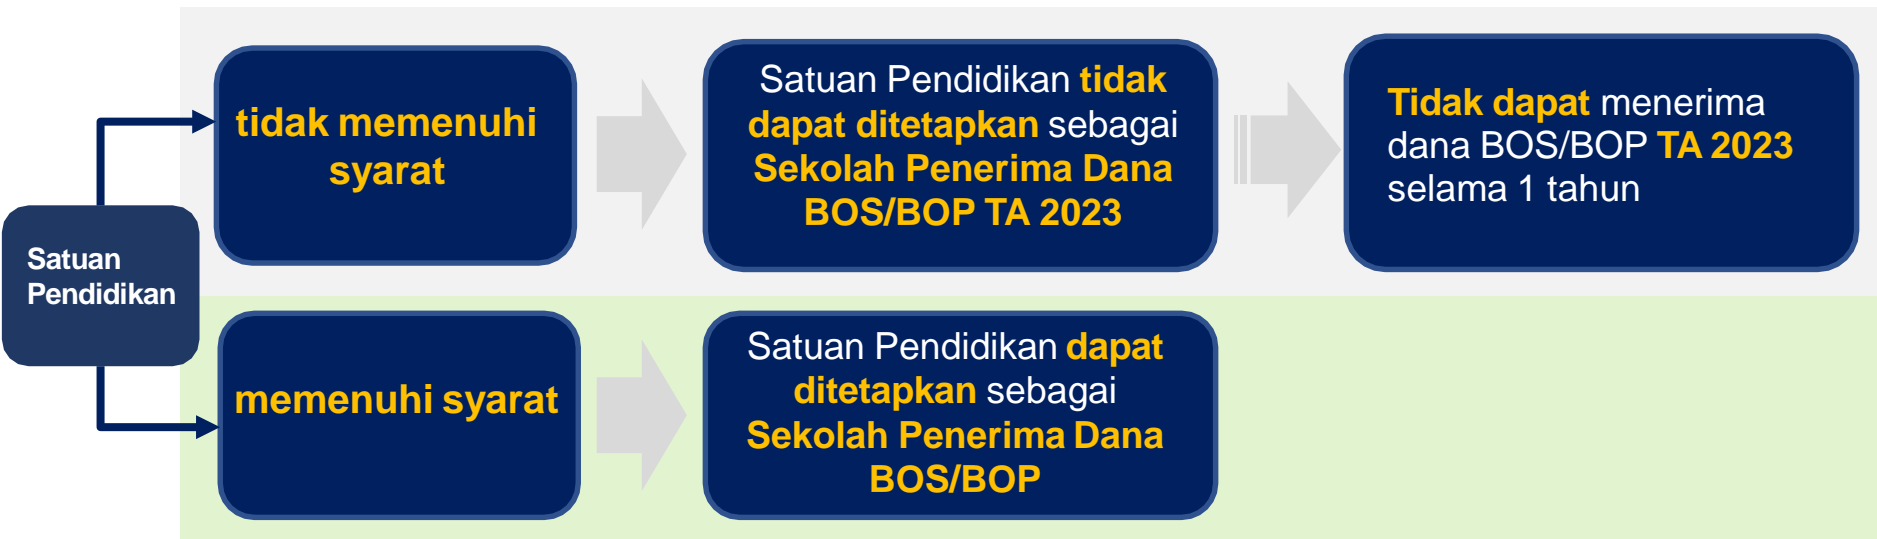 Satuan
Pendidikan
tidak memenuhi
syarat
Satuan Pendidikan tidak
dapat ditetapkan sebagai
Sekolah Penerima Dana
BOS/BOP TA 2023
Tidak dapat menerima
dana BOS/BOP TA 2023
selama 1 tahun
memenuhi syarat
Satuan Pendidikan dapat
ditetapkan sebagai
Sekolah Penerima Dana
BOS/BOP